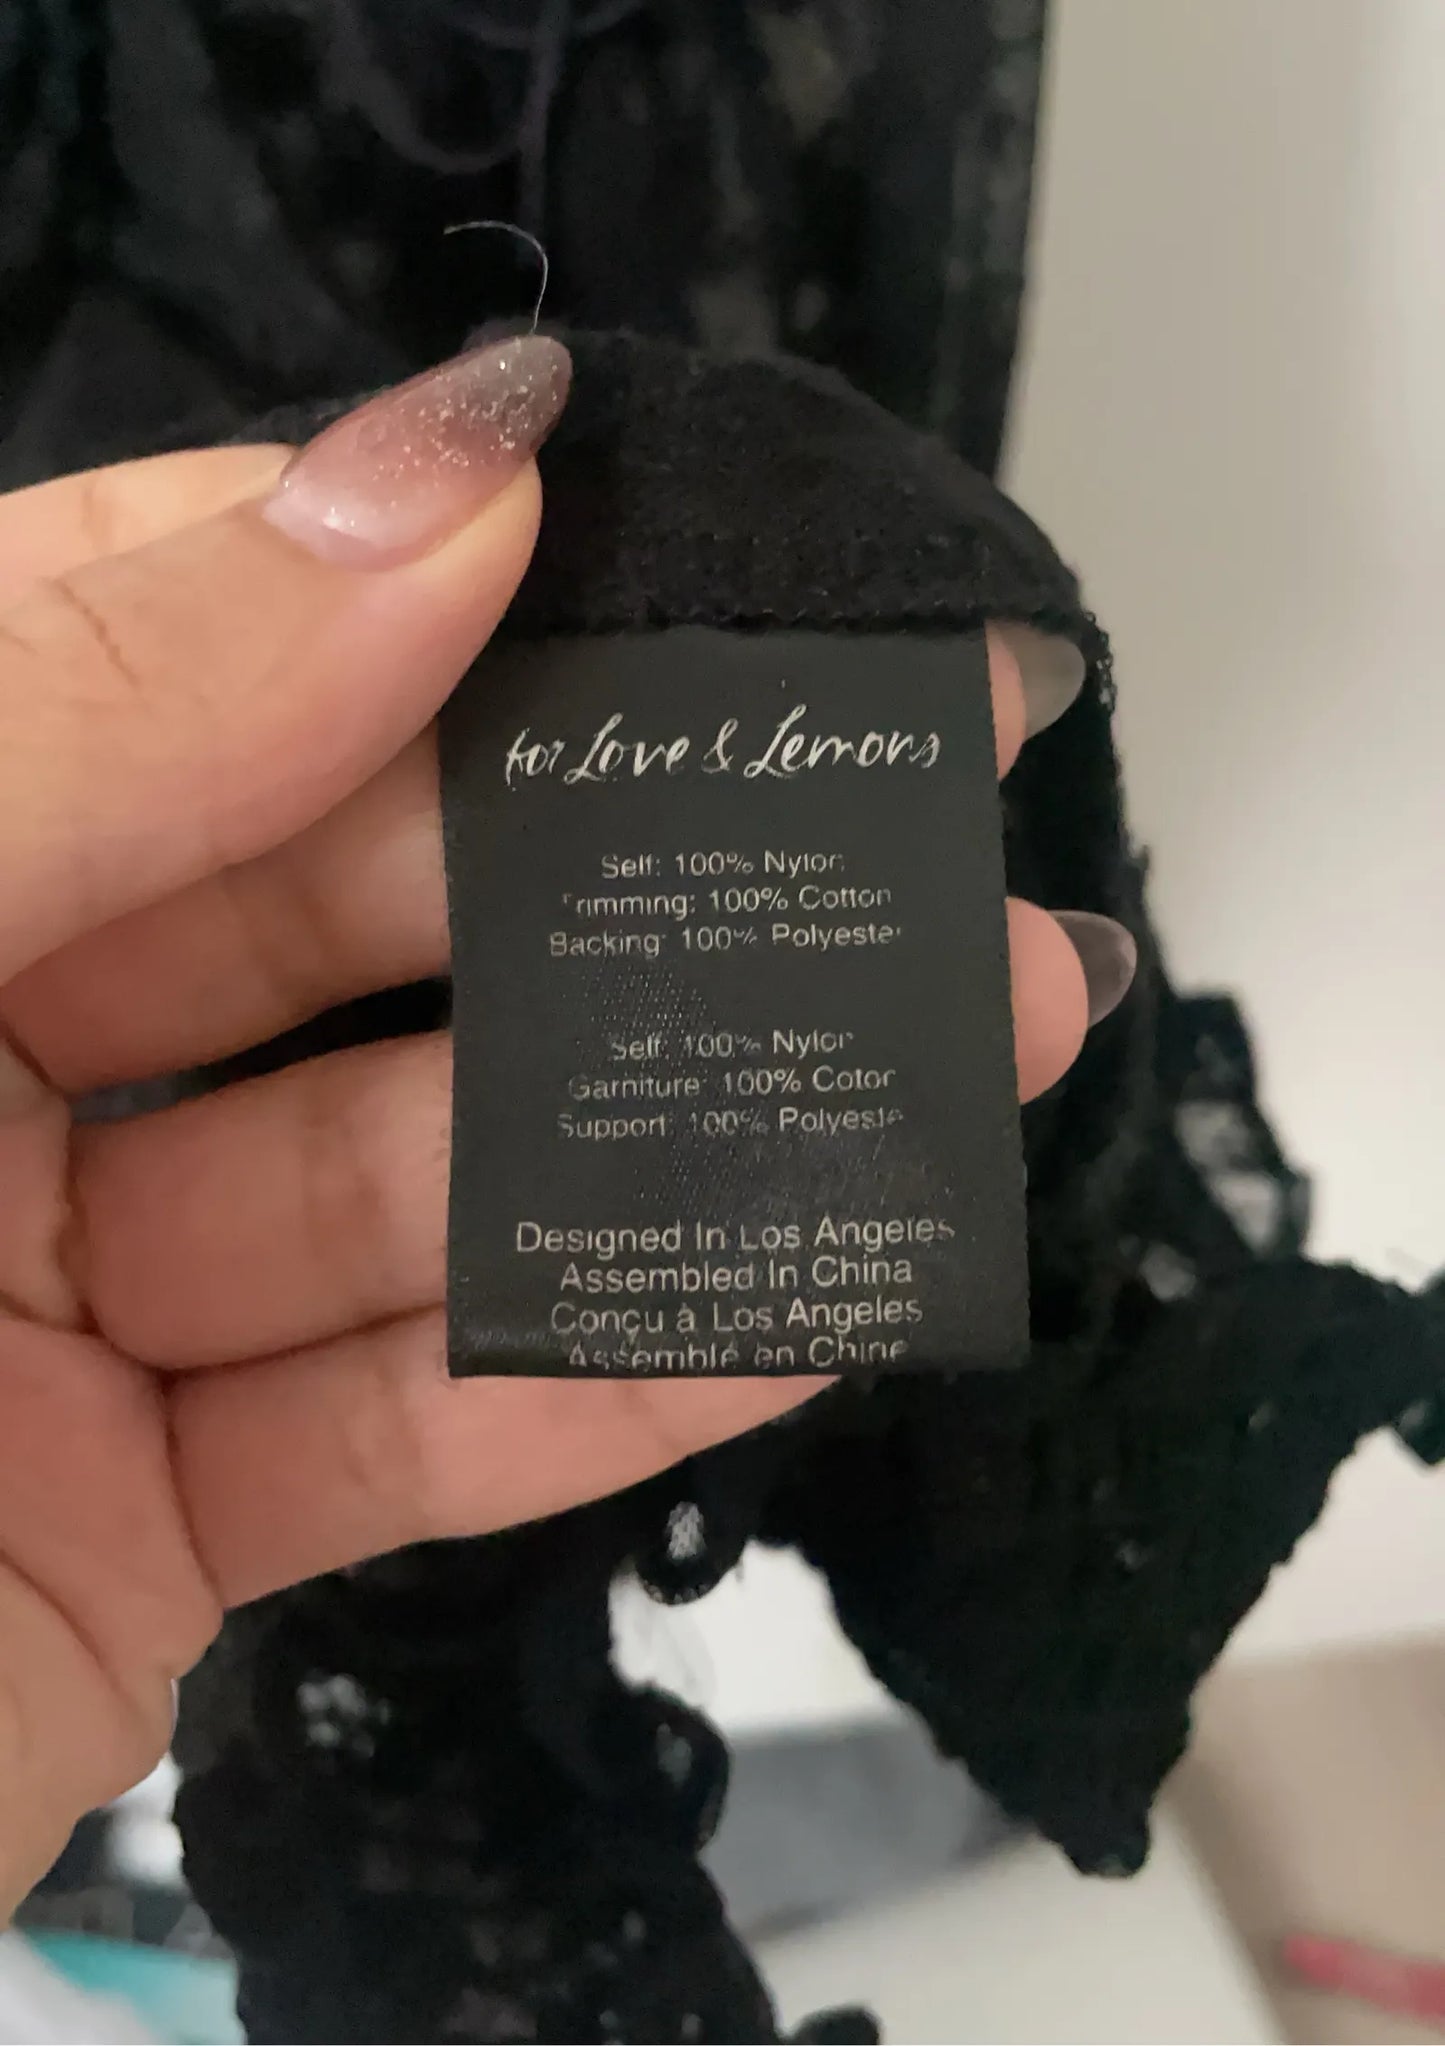 for Love & Lemons
Self: 100% Nylon
Trimming: 100% Cotton
Backing: 100% Polyester
Self: 100% Nylon
Garniture: 100% Coton
Support: 100% Polyester
Designed In Los Angeles
Assembled In China
Conçu à Los Angeles
Assemblé en Chine